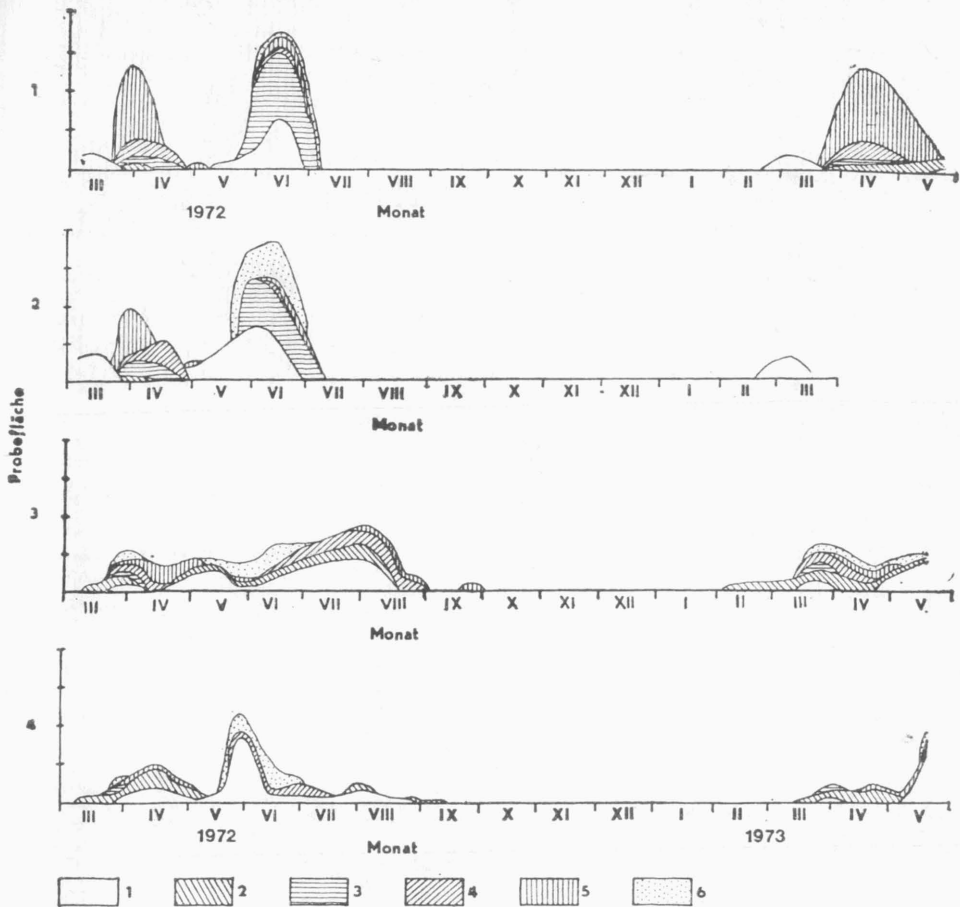 1
III IV V VI VII VIII IX X XI XII I II III IV V
1972 Monat
2
III IV V VI VII VIII IX X XI XII I II III
Monat
Probefläche
3
III IV V VI VII VIII IX X XI XII I II III IV V
Monat
4
III IV V VI VII VIII IX X XI XII I II III IV V
1972 1973
Monat
1 2 3 4 5 6